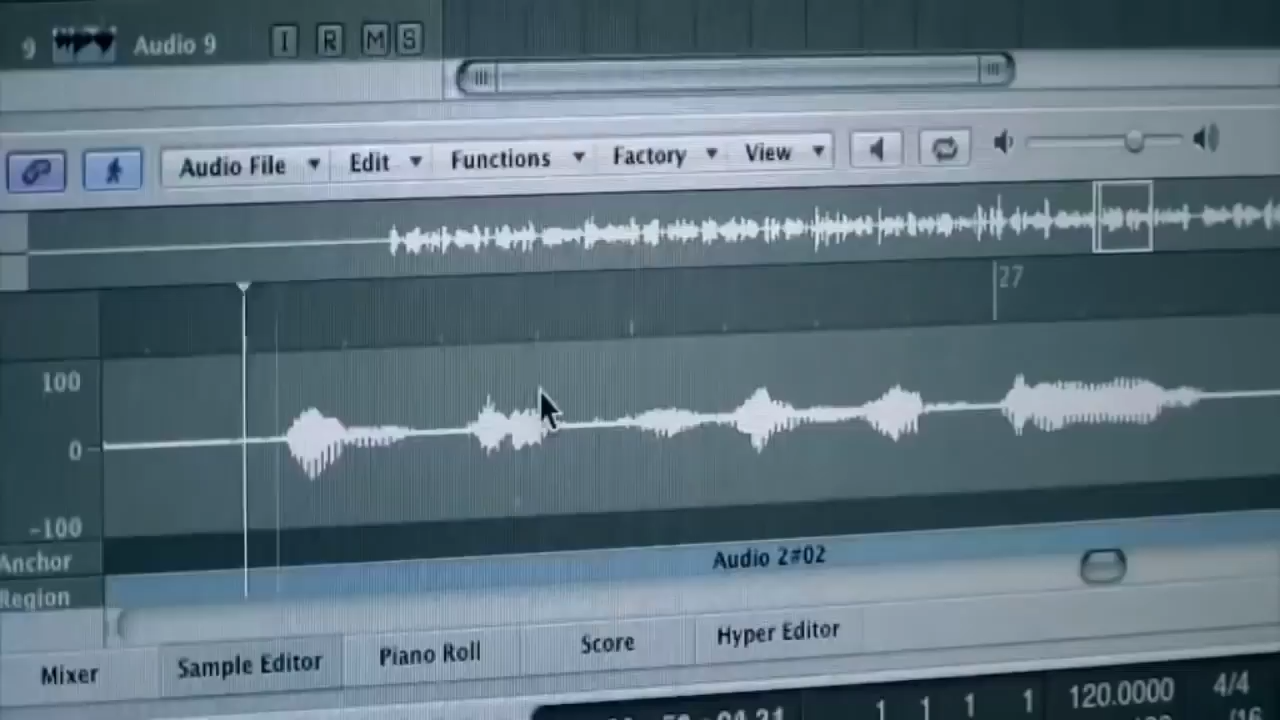 9 Audio 9 I R M S
Audio File Edit Functions Factory View
27
100
0
-100
Anchor
Region
Audio 2#02
Mixer Sample Editor Piano Roll Score Hyper Editor
1 1 1 1 120.0000 4/4
/16